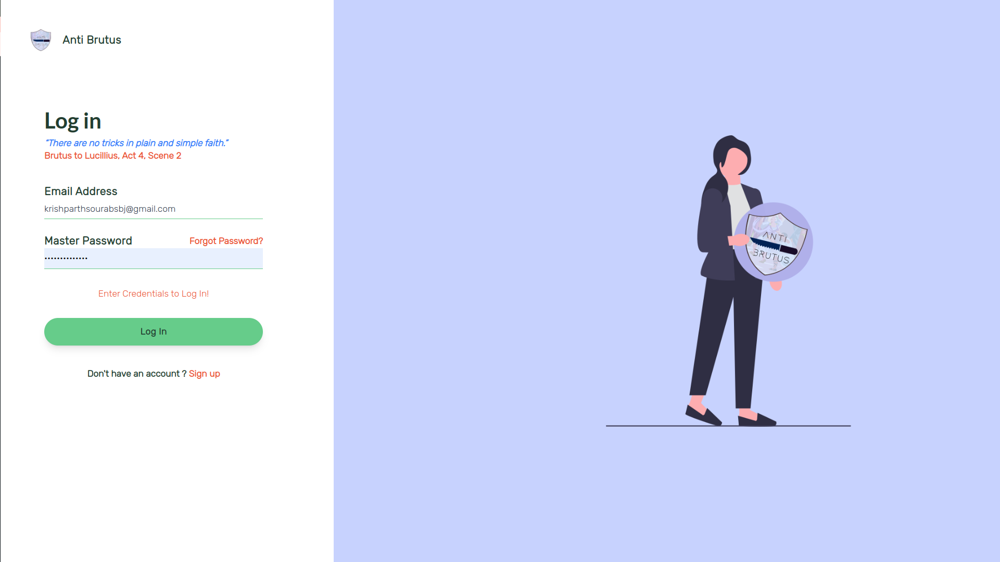 Anti Brutus
Log in
“There are no tricks in plain and simple faith.”
Brutus to Lucillius, Act 4, Scene 2
Email Address
krishparthsourabsbj@gmail.com
Master Password
Forgot Password?
••••••••••••••
Enter Credentials to Log In!
Log In
Don't have an account ? Sign up
ANTI
BRUTUS